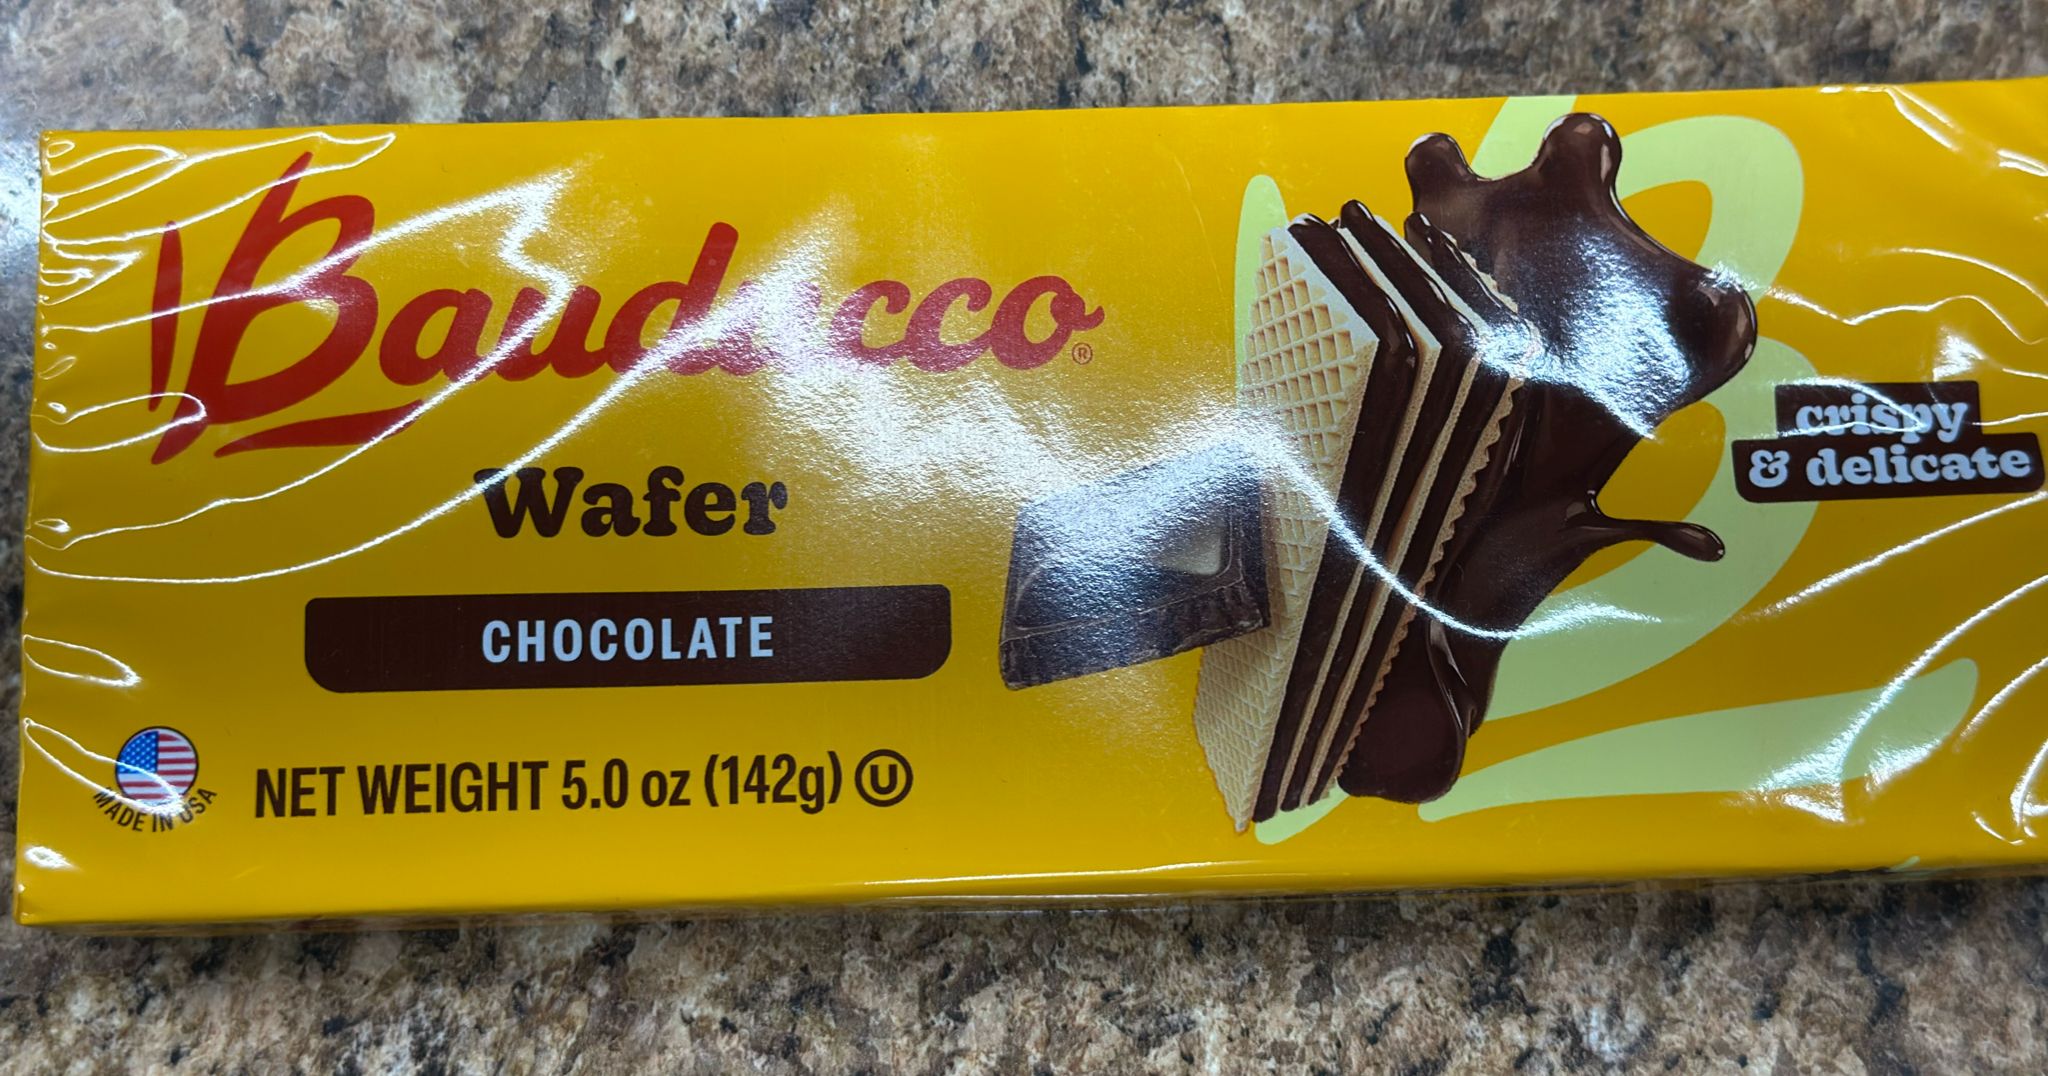 Bauducco®
Wafer
CHOCOLATE
crispy
& delicate
MADE IN USA
NET WEIGHT 5.0 oz (142g) U